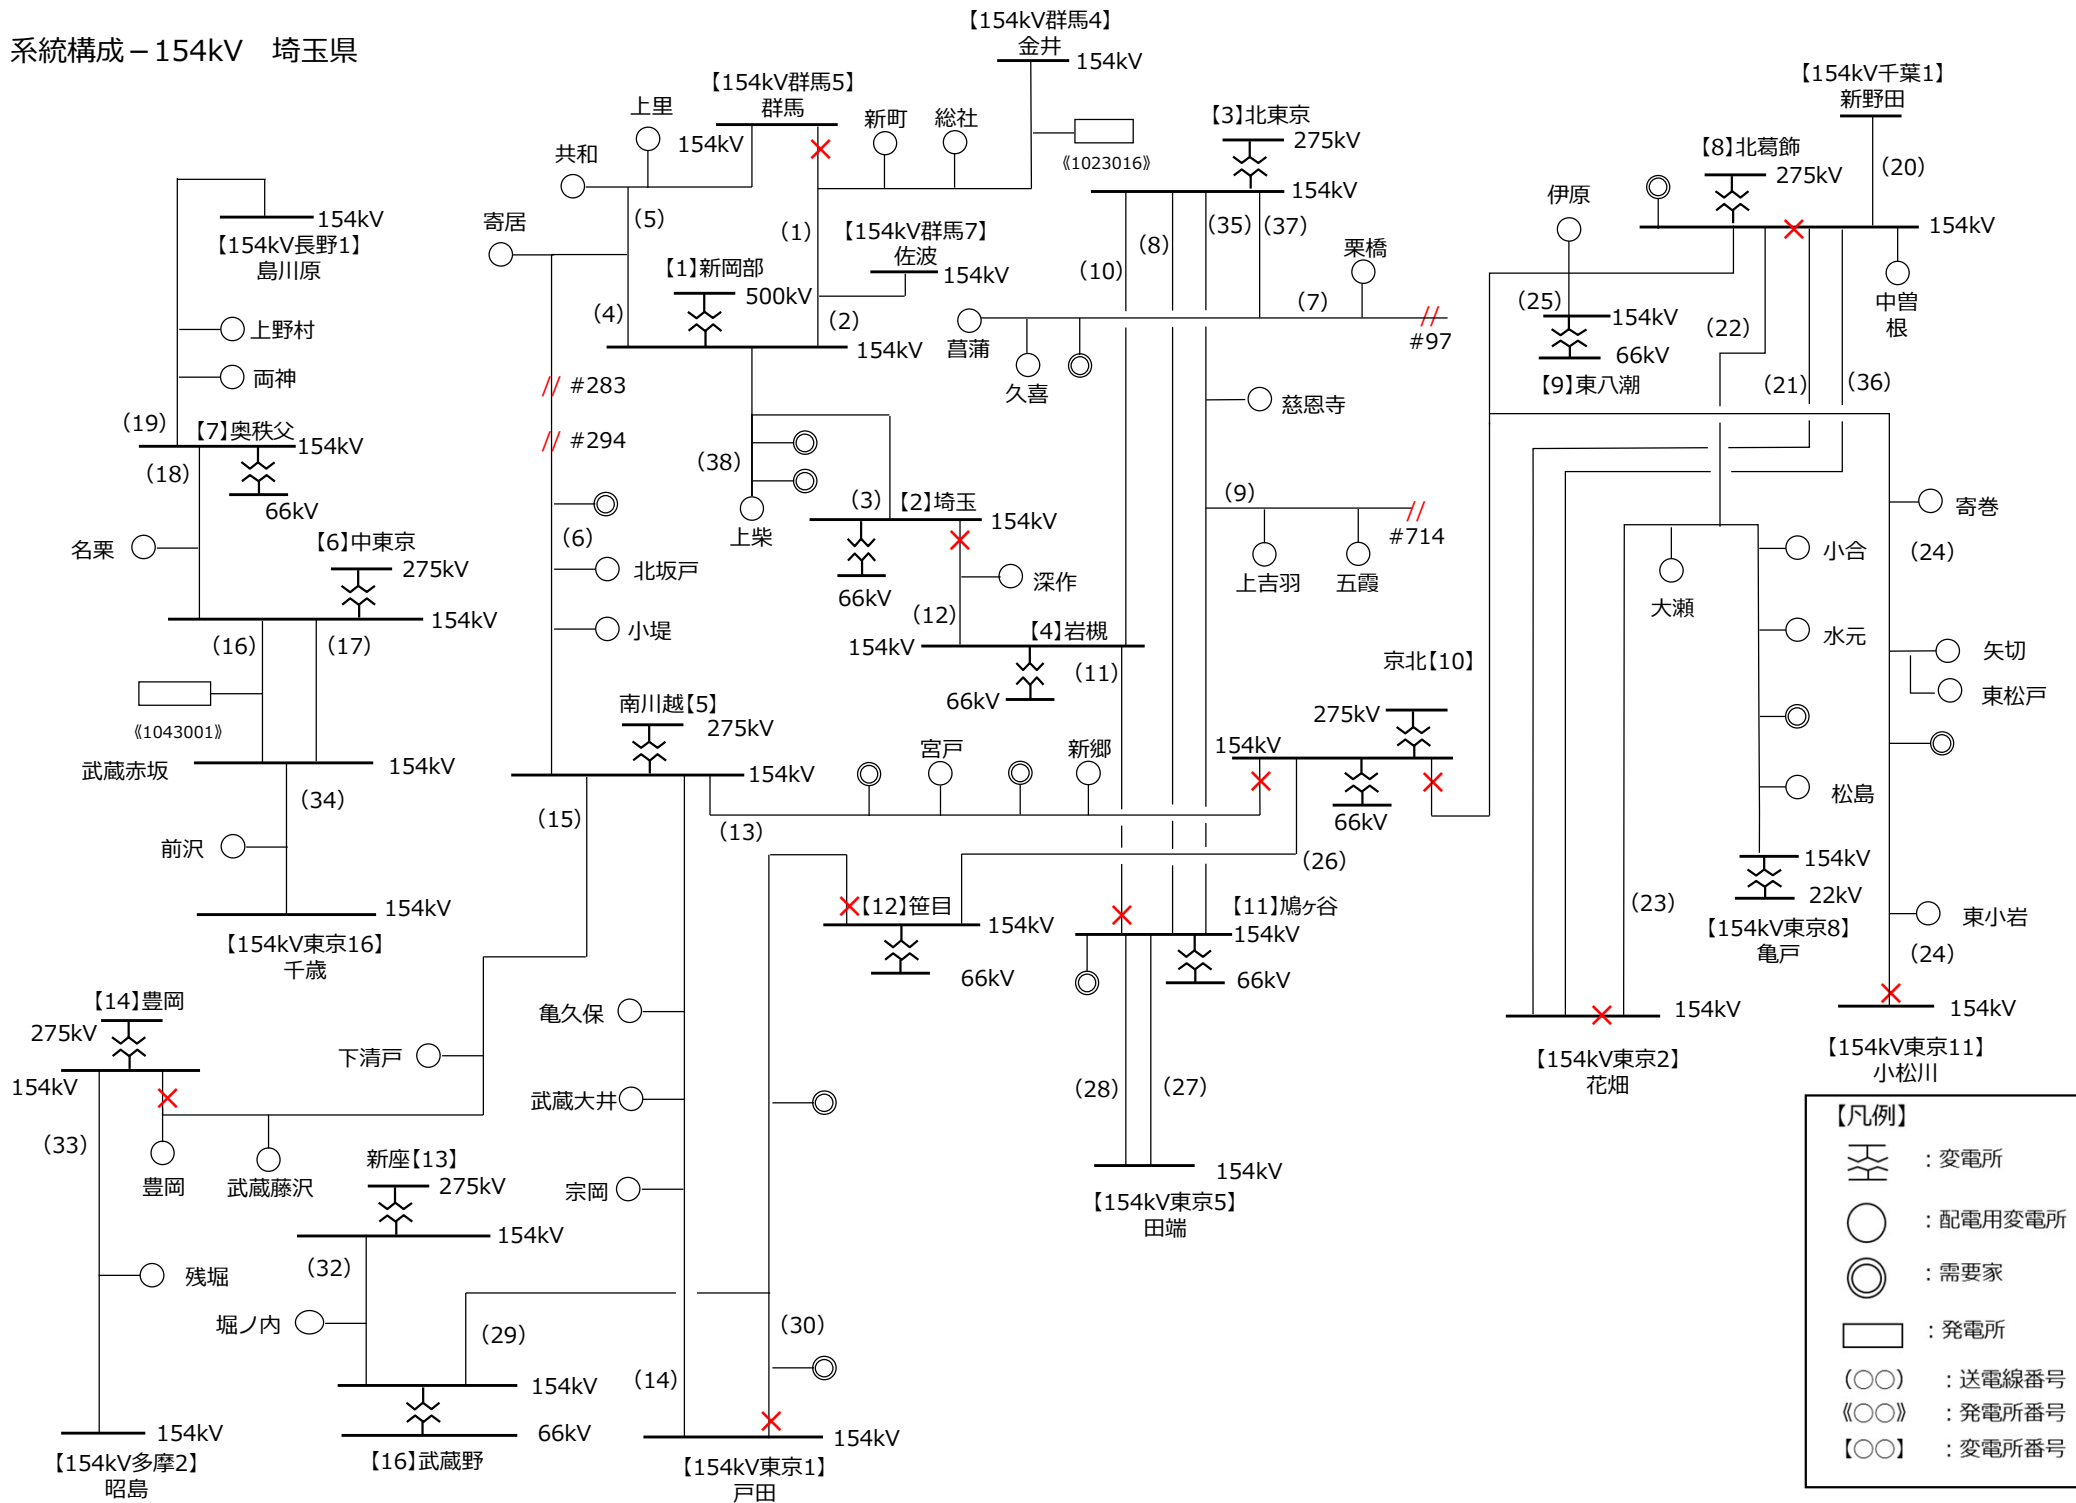 系統構成－154kV　埼玉県
【154kV群馬4】
金井
154kV
《1023016》
【154kV群馬5】
群馬
154kV
上里
共和
新町
総社
【3】北東京
275kV
154kV
【154kV千葉1】
新野田
【8】北葛飾
275kV
154kV
(20)
伊原
中曽
根
154kV
【154kV長野1】
島川原
寄居
(5)
(1)
【154kV群馬7】
佐波
154kV
(10)
(8)
(35)
(37)
栗橋
(7)
#97
【1】新岡部
500kV
154kV
(4)
(2)
菖蒲
久喜
(25)
154kV
66kV
【9】東八潮
(22)
(21)
(36)
上野村
両神
(19)
【7】奥秩父
154kV
(18)
66kV
#283
#294
(38)
上柴
(3)
【2】埼玉
154kV
66kV
慈恩寺
(9)
#714
上吉羽
五霞
寄巻
(24)
名栗
【6】中東京
275kV
154kV
(6)
北坂戸
小堤
深作
(12)
154kV
【4】岩槻
(11)
66kV
小合
大瀬
水元
矢切
東松戸
松島
(16)
(17)
《1043001》
武蔵赤坂
154kV
(34)
前沢
154kV
【154kV東京16】
千歳
南川越【5】
275kV
154kV
(15)
(13)
宮戸
新郷
京北【10】
275kV
154kV
66kV
(26)
【12】笹目
154kV
66kV
【11】鳩ヶ谷
154kV
66kV
(23)
154kV
22kV
【154kV東京8】
亀戸
東小岩
(24)
154kV
【154kV東京11】
小松川
154kV
【154kV東京2】
花畑
【14】豊岡
275kV
154kV
(33)
下清戸
豊岡
武蔵藤沢
亀久保
武蔵大井
宗岡
(28)
(27)
154kV
【154kV東京5】
田端
新座【13】
275kV
154kV
(32)
残堀
堀ノ内
(29)
(30)
(14)
154kV
66kV
【16】武蔵野
154kV
【154kV多摩2】
昭島
154kV
【154kV東京1】
戸田
【凡例】
：変電所
：配電用変電所
：需要家
：発電所
(○○)　：送電線番号
《○○》　：発電所番号
【○○】　：変電所番号